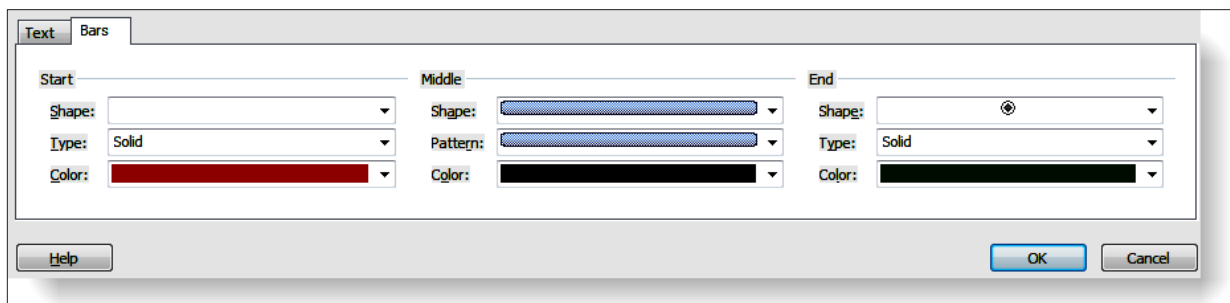 Text Bars
Start Middle End
Shape: Shape: Shape:
Type: Solid Pattern: Type: Solid
Color: Color: Color:
Help OK Cancel